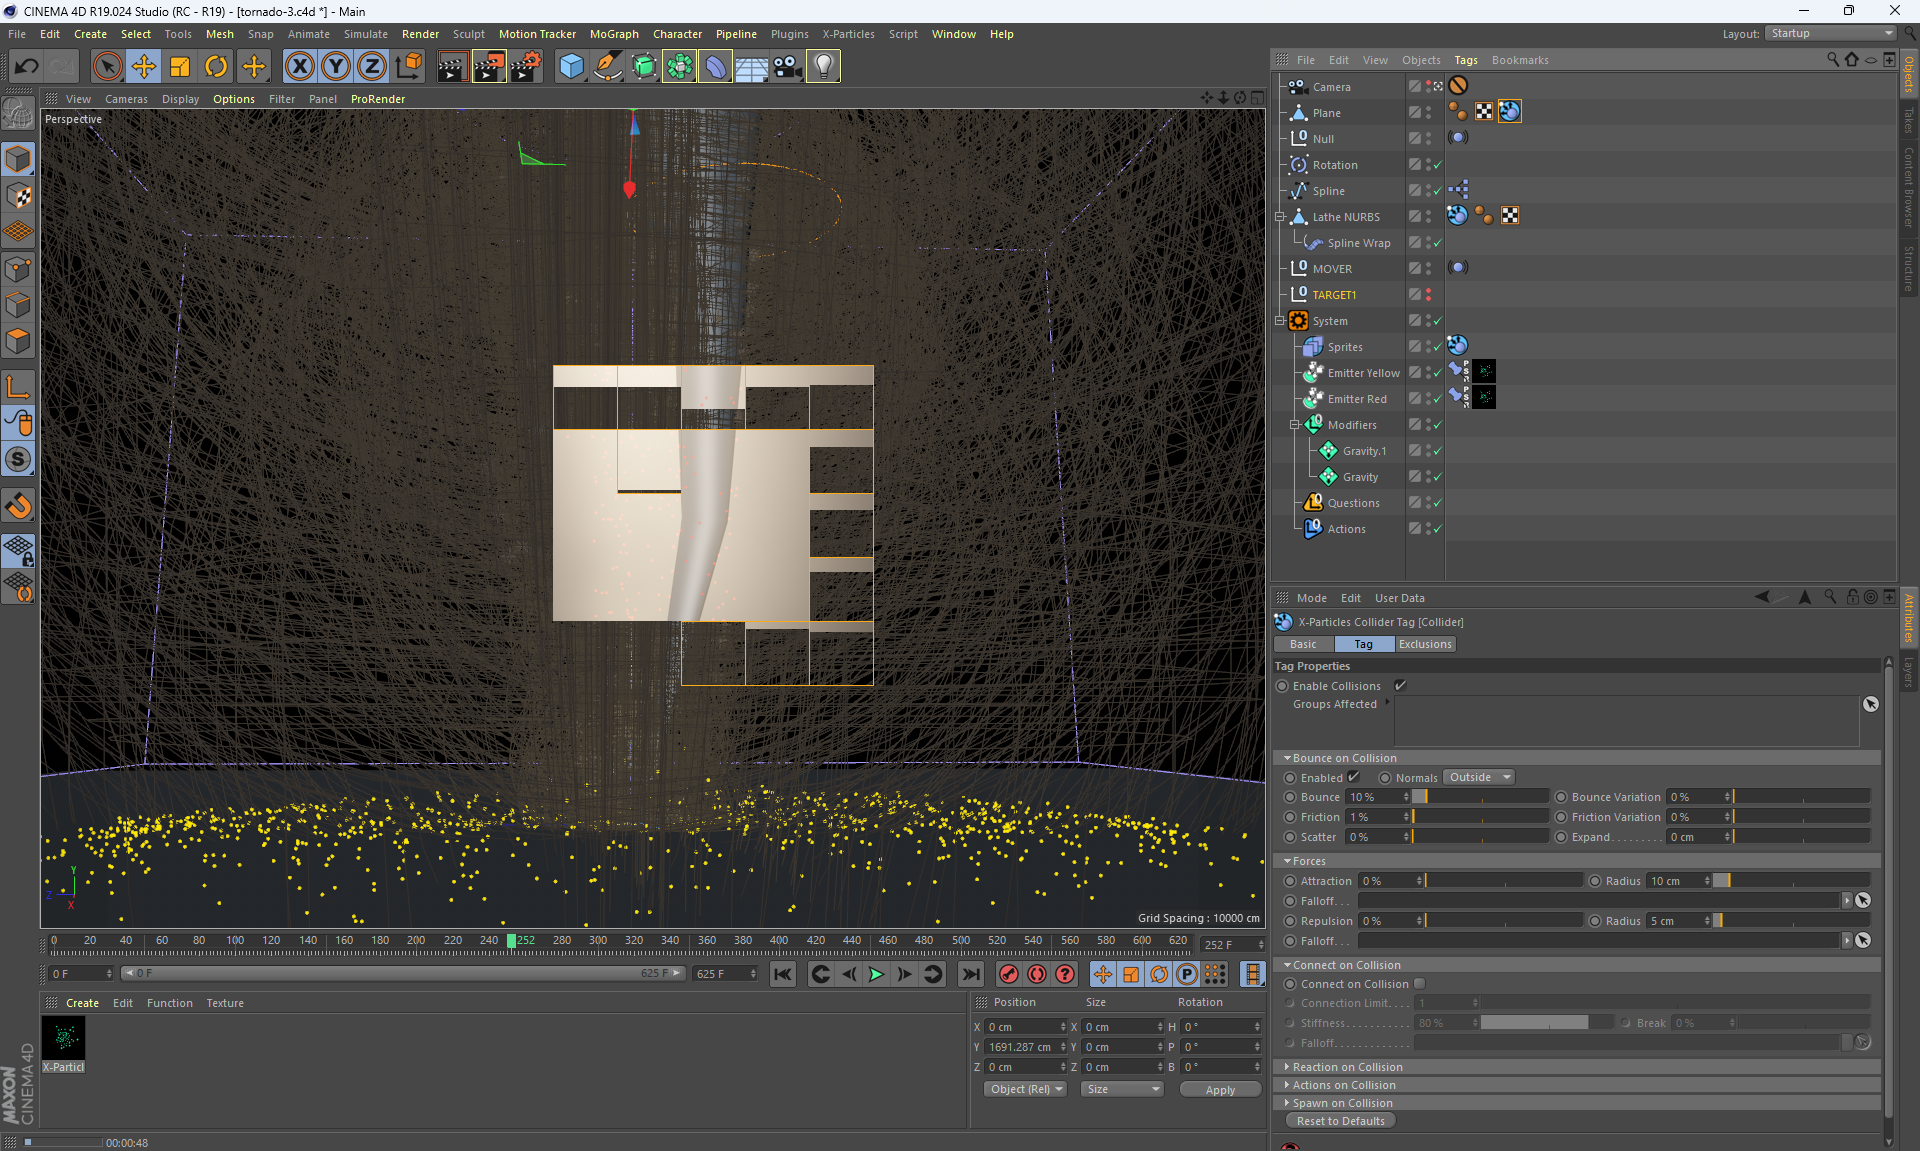 CINEMA 4D R19.024 Studio (RC - R19) - [tornado-3.c4d *] - Main
File Edit Create Select Tools Mesh Snap Animate Simulate Render Sculpt Motion Tracker MoGraph Character Pipeline Plugins X-Particles Script Window Help
Layout: Startup
View Cameras Display Options Filter Panel ProRender
Perspective
Grid Spacing : 10000 cm
Y
Z
X
0 20 40 60 80 100 120 140 160 180 200 220 240 252 280 300 320 340 360 380 400 420 440 460 480 500 520 540 560 580 600 620
252 F
0 F
0 F
625 F
625 F
Create Edit Function Texture
X-Particl
MAXON CINEMA 4D
00:00:48
Position Size Rotation
X 0 cm X 0 cm H 0 °
Y 1691.287 cm Y 0 cm P 0 °
Z 0 cm Z 0 cm B 0 °
Object (Rel) Size Apply
File Edit View Objects Tags Bookmarks
Camera
Plane
Null
Rotation
Spline
Lathe NURBS
Spline Wrap
MOVER
TARGET1
System
Sprites
Emitter Yellow
Emitter Red
Modifiers
Gravity.1
Gravity
Questions
Actions
Objects
Takes
Content Browser
Structure
Mode Edit User Data
X-Particles Collider Tag [Collider]
Basic Tag Exclusions
Tag Properties
Enable Collisions
Groups Affected
Bounce on Collision
Enabled Normals Outside
Bounce 10 % Bounce Variation 0 %
Friction 1 % Friction Variation 0 %
Scatter 0 % Expand......... 0 cm
Forces
Attraction 0 % Radius 10 cm
Falloff...
Repulsion 0 % Radius 5 cm
Falloff...
Connect on Collision
Connect on Collision
Connection Limit.... 1
Stiffness........... 80 % Break 0 %
Falloff.............
Reaction on Collision
Actions on Collision
Spawn on Collision
Reset to Defaults
Attributes
Layers